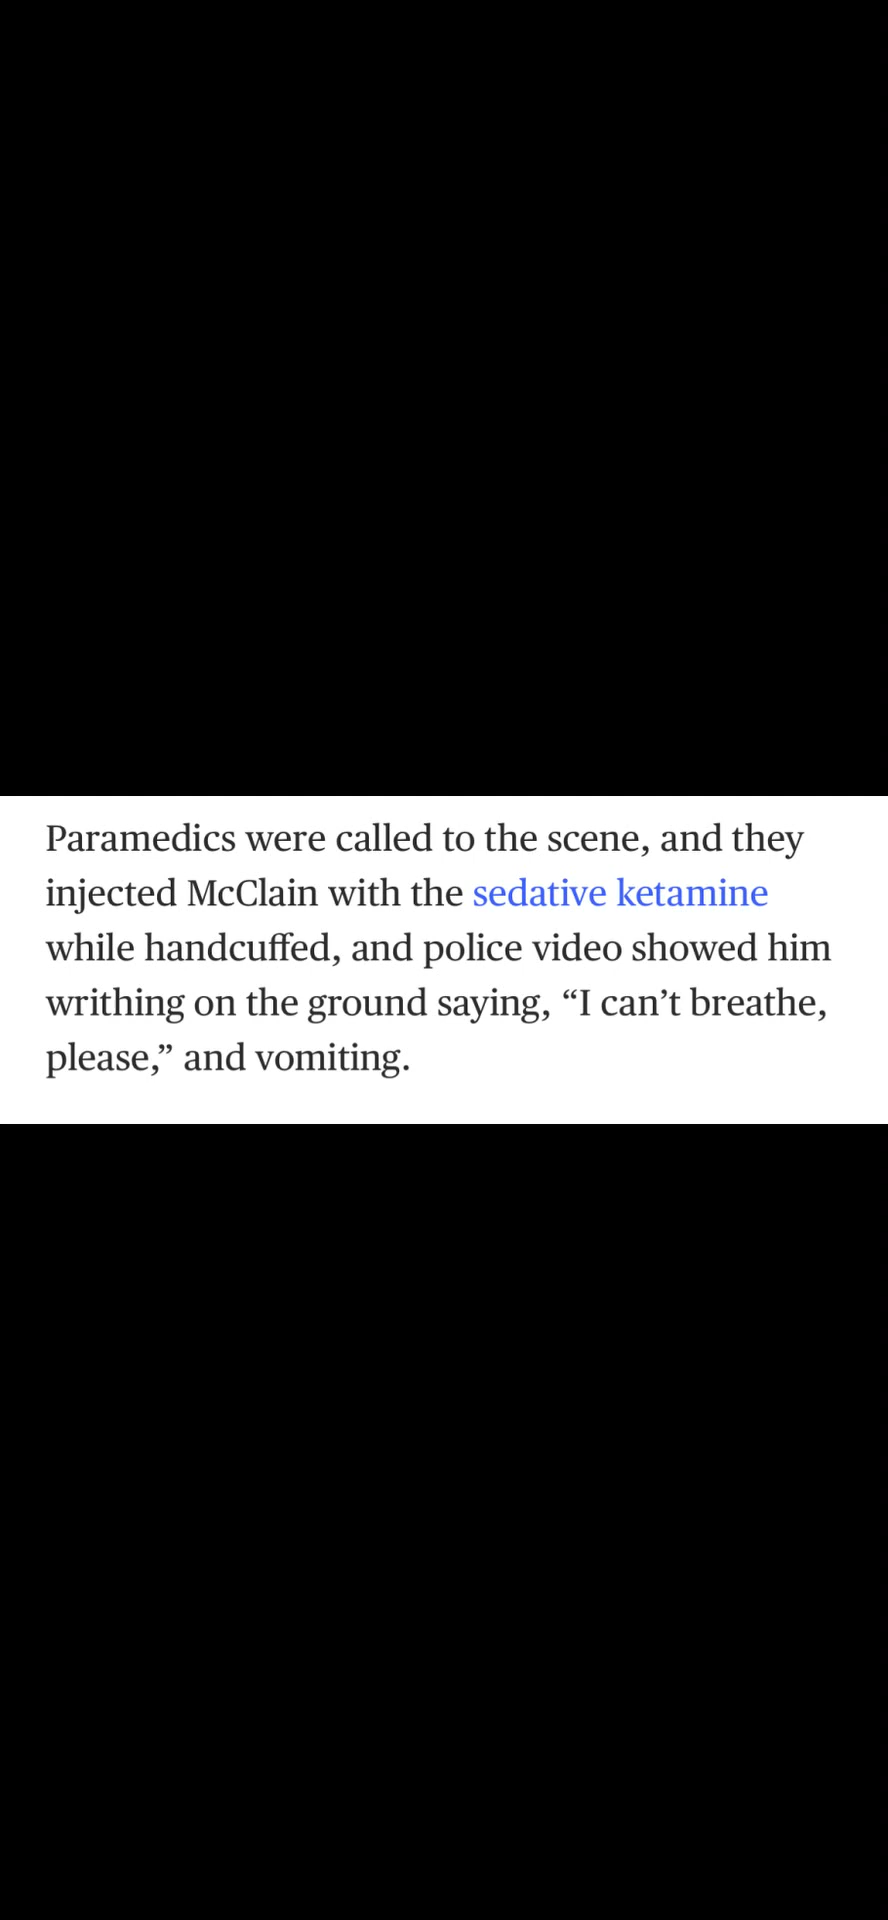 Paramedics were called to the scene, and they
injected McClain with the sedative ketamine
while handcuffed, and police video showed him
writhing on the ground saying, “I can’t breathe,
please,” and vomiting.